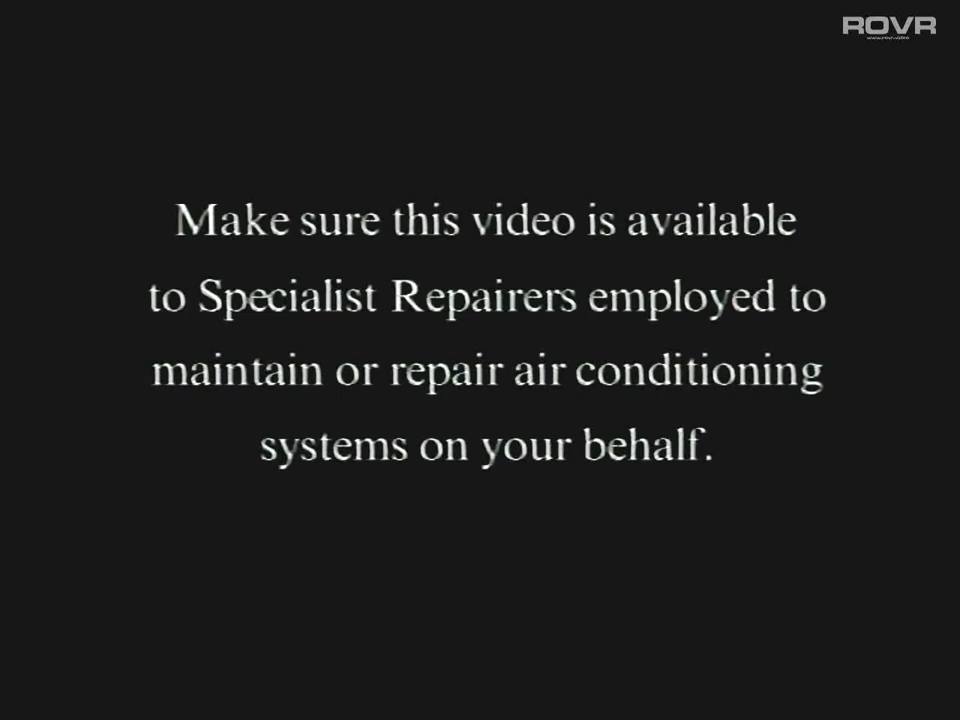 ROVR
Make sure this video is available
to Specialist Repairers employed to
maintain or repair air conditioning
systems on your behalf.